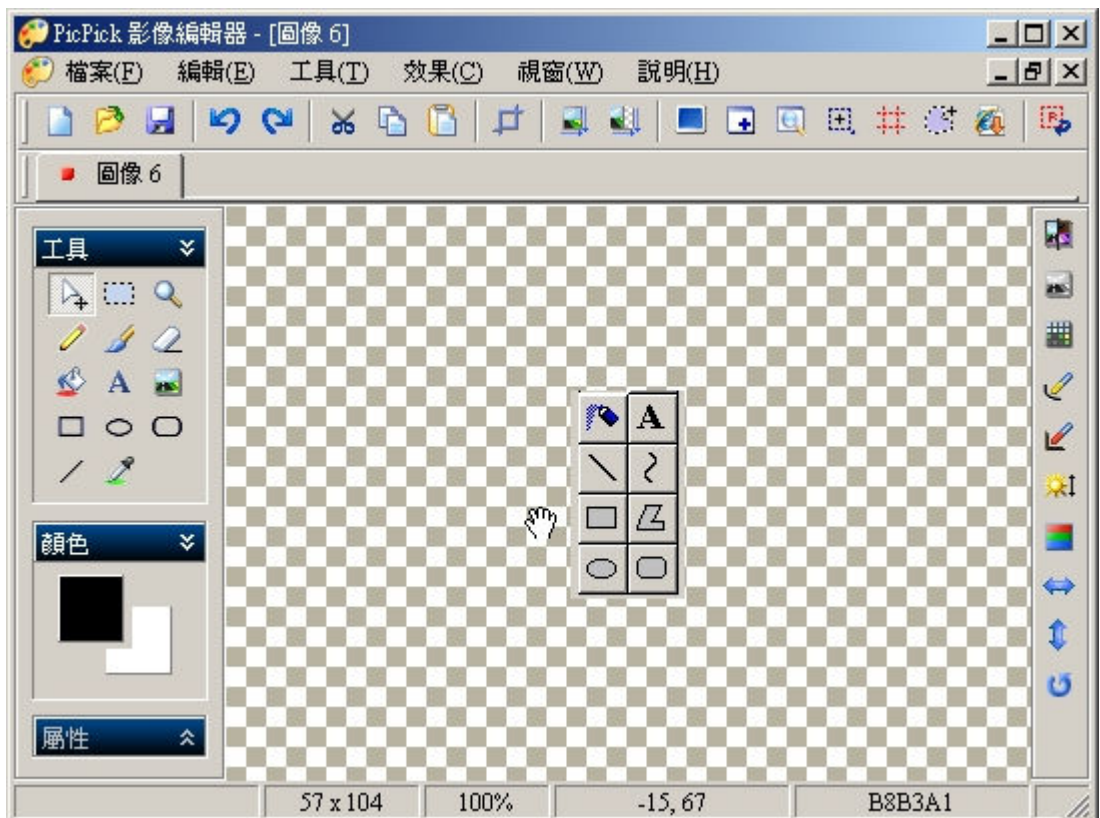 PicPick 影像編輯器 - [圖像 6]
檔案(F) 編輯(E) 工具(T) 效果(C) 視窗(W) 說明(H)
圖像 6
工具
A
A
顏色
屬性
57 x 104 100% -15, 67 B8B3A1